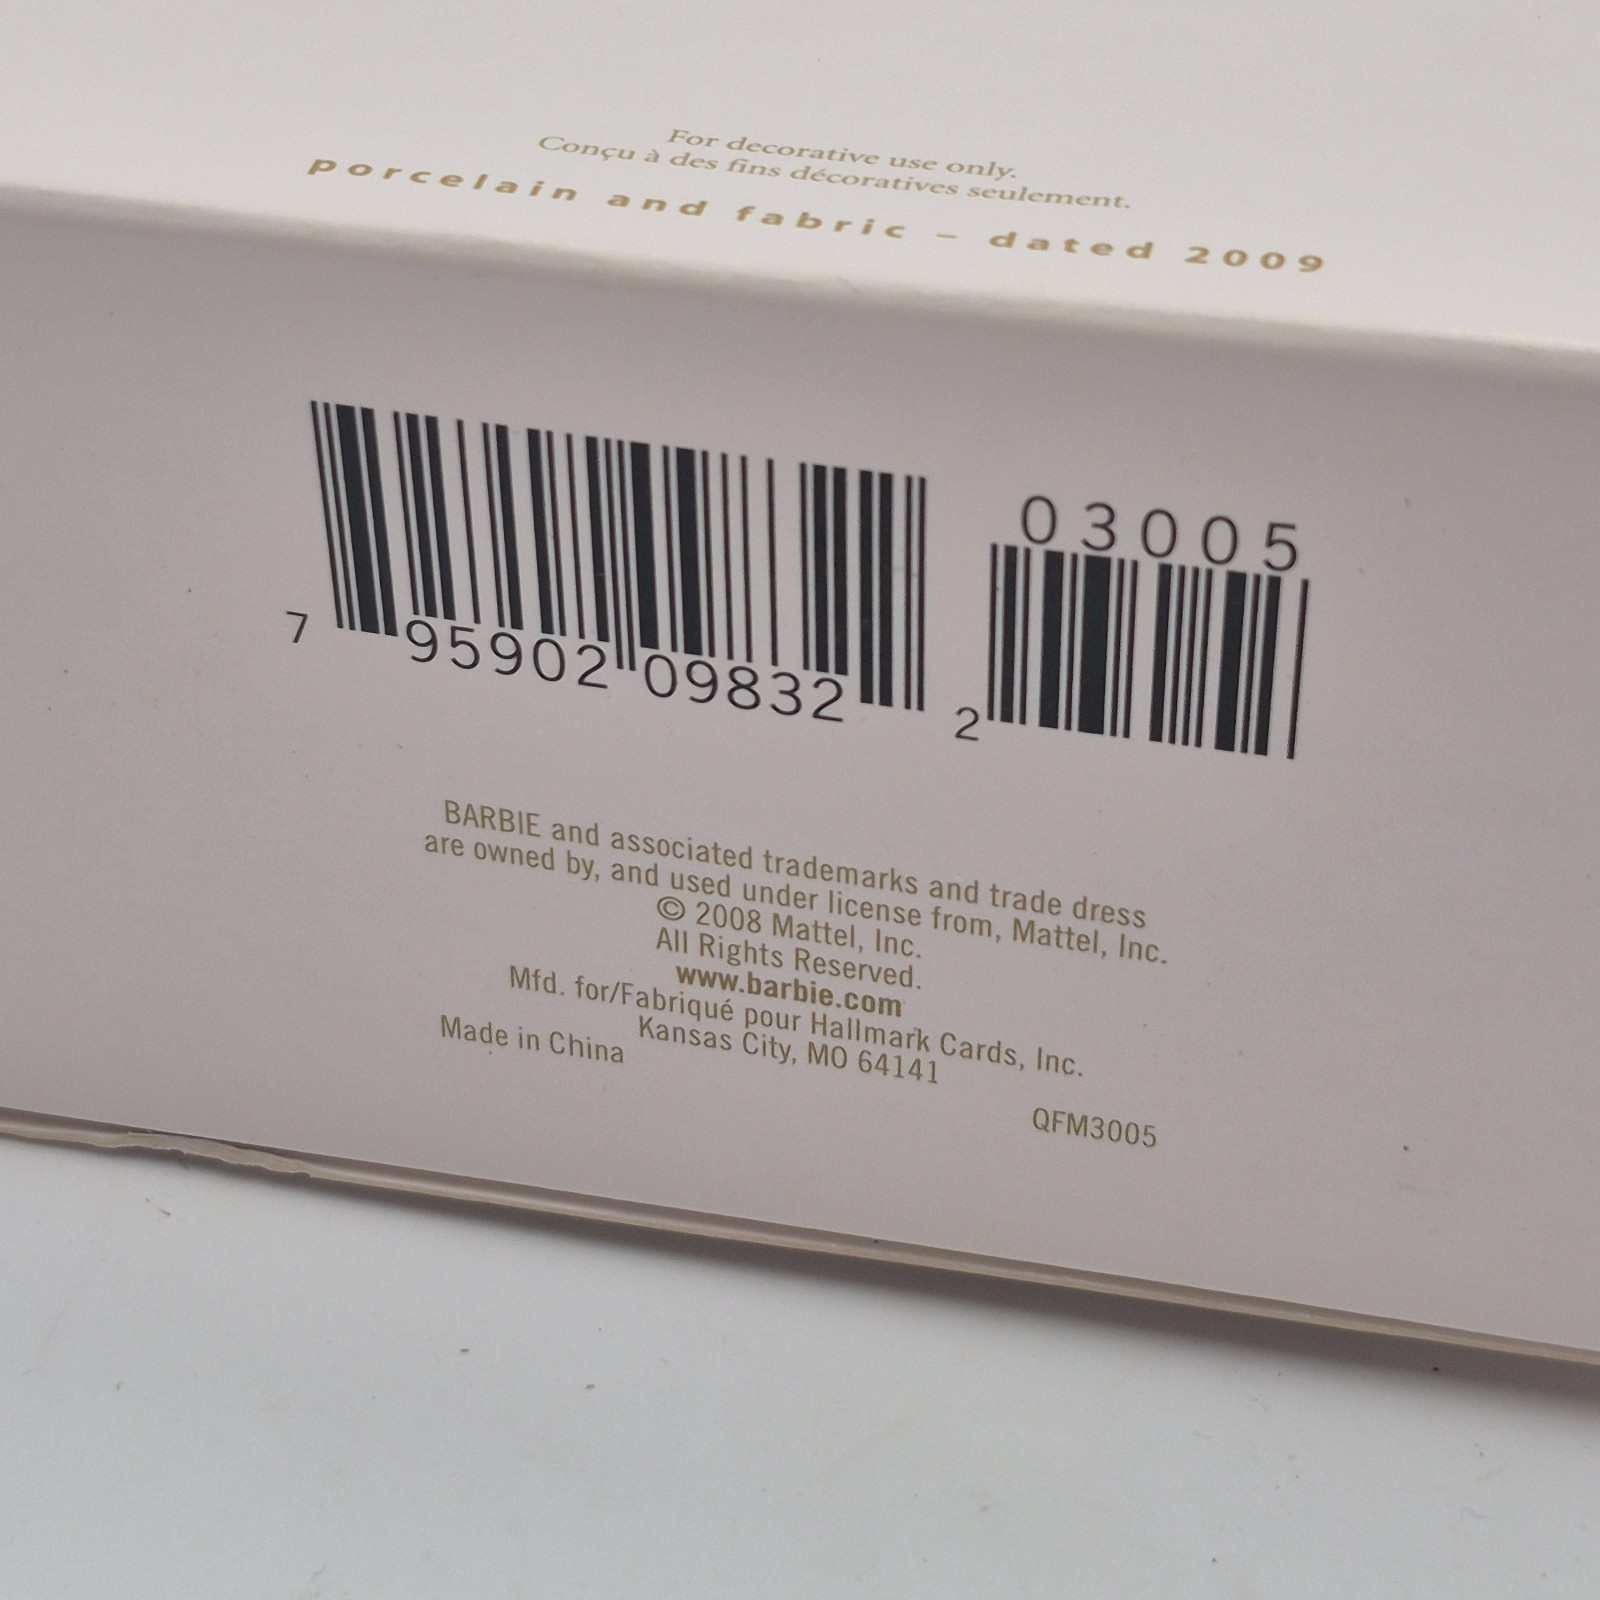 For decorative use only.
Conçu à des fins décoratives seulement.
porcelain and fabric – dated 2009
03005
7 95902 09832 2
BARBIE and associated trademarks and trade dress
are owned by, and used under license from, Mattel, Inc.
© 2008 Mattel, Inc.
All Rights Reserved.
www.barbie.com
Mfd. for/Fabriqué pour Hallmark Cards, Inc.
Kansas City, MO 64141
Made in China
QFM3005